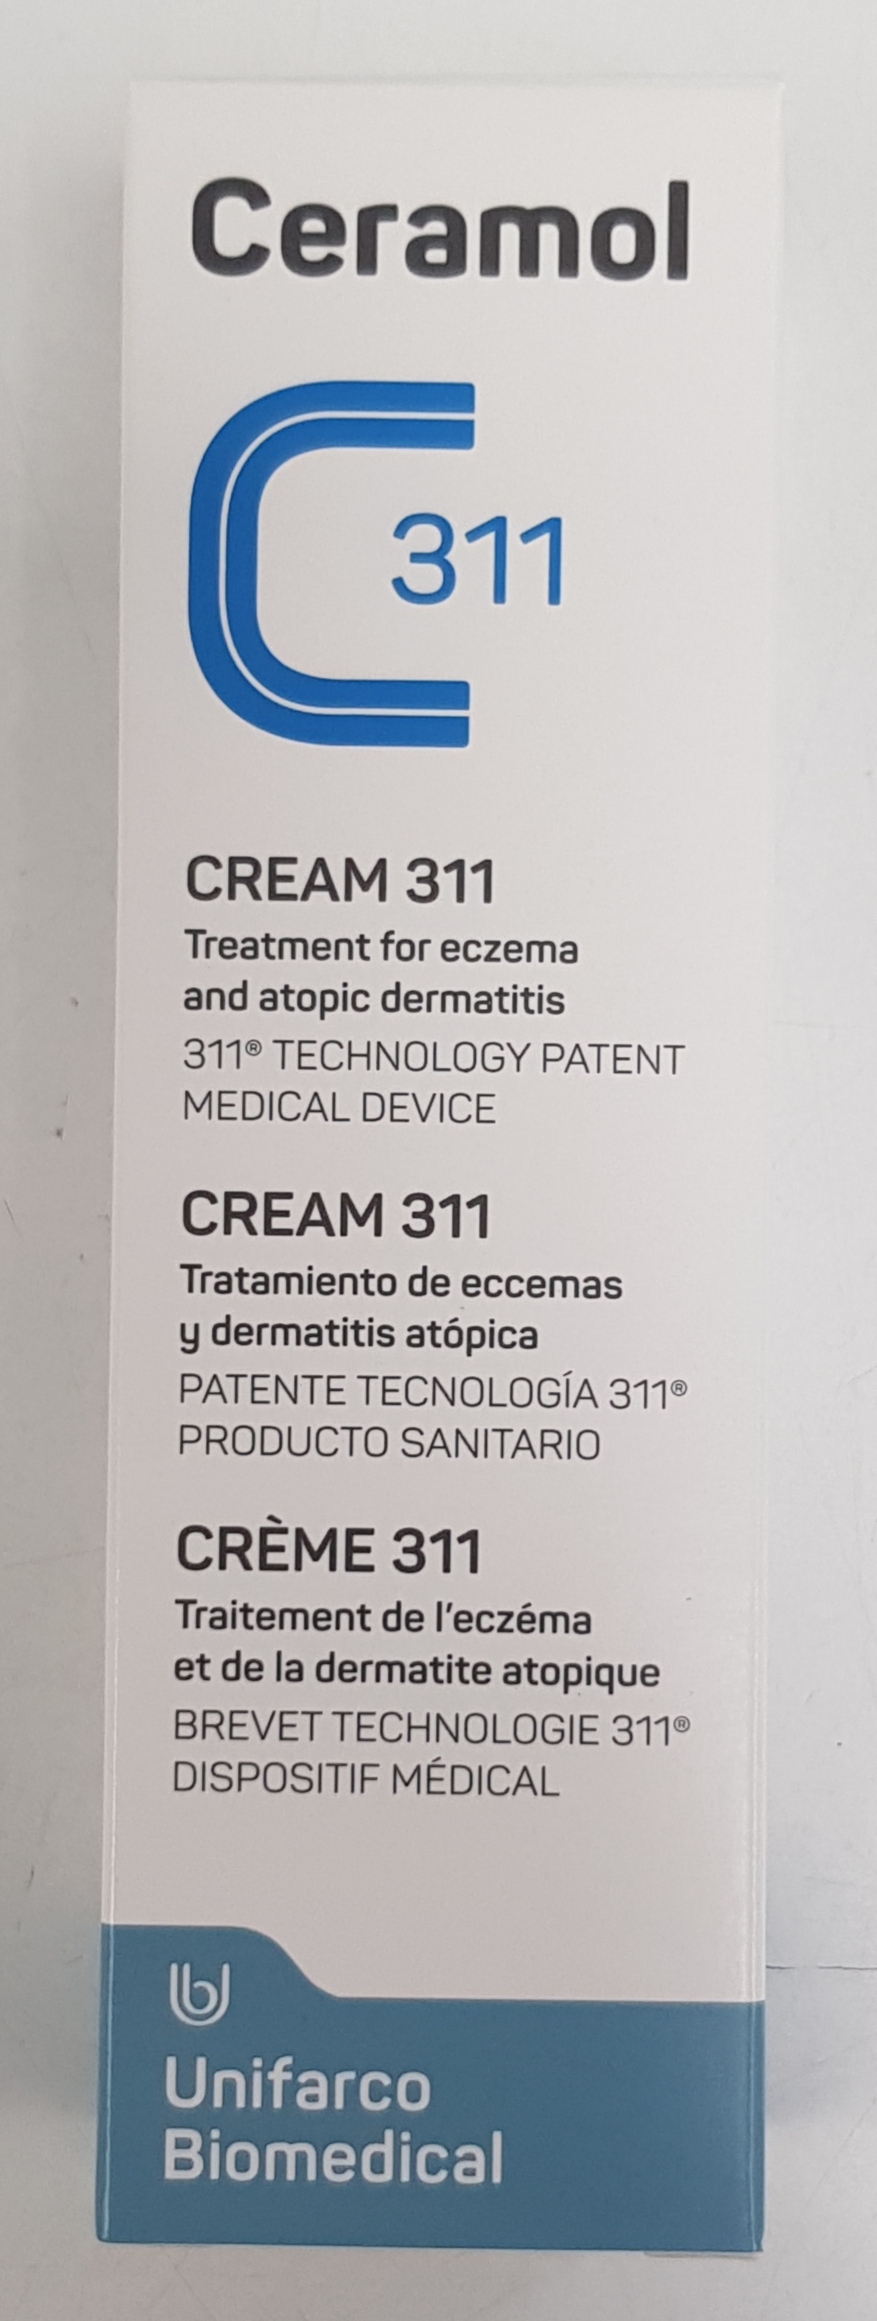 Ceramol
311
CREAM 311
Treatment for eczema
and atopic dermatitis
311® TECHNOLOGY PATENT
MEDICAL DEVICE
CREAM 311
Tratamiento de eccemas
y dermatitis atópica
PATENTE TECNOLOGÍA 311®
PRODUCTO SANITARIO
CRÈME 311
Traitement de l'eczéma
et de la dermatite atopique
BREVET TECHNOLOGIE 311®
DISPOSITIF MÉDICAL
Unifarco
Biomedical